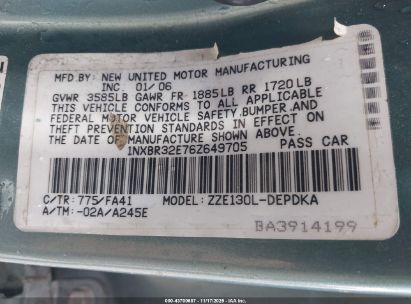 MFD BY: NEW UNITED MOTOR MANUFACTURING
INC. 01/06
GVWR 3585LB GAWR FR 1885LB RR 1720LB
THIS VEHICLE CONFORMS TO ALL APPLICABLE
FEDERAL MOTOR VEHICLE SAFETY,BUMPER,AND
THEFT PREVENTION STANDARDS IN EFFECT ON
THE DATE OF MANUFACTURE SHOWN ABOVE.
1NXBR32E76Z649705 PASS CAR
C/TR: 775/FA41 MODEL: ZZE130L-DEPDKA
A/TM: -02A/A245E
BA3914199